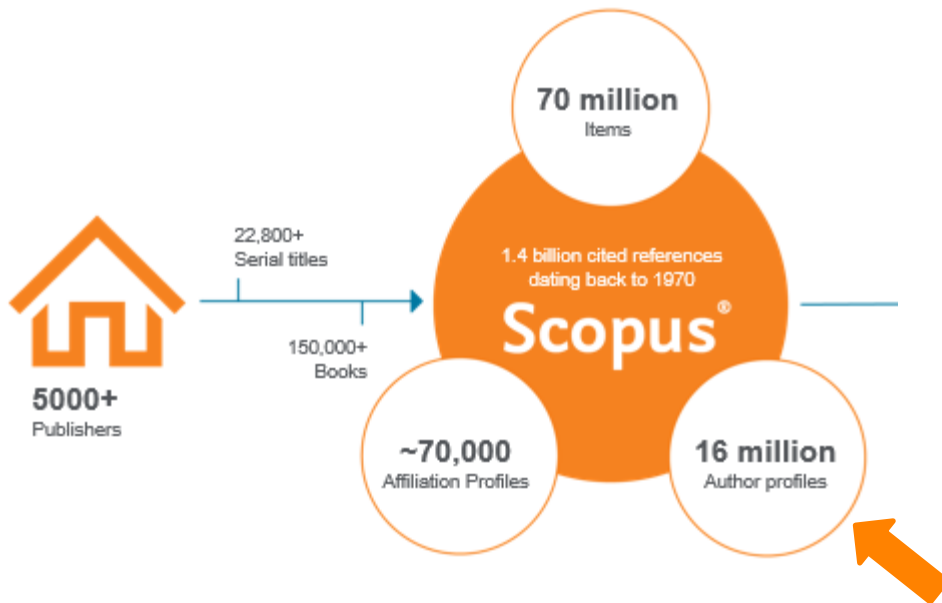 70 million
Items
22,800+
Serial titles
1.4 billion cited references
dating back to 1970
Scopus®
150,000+
Books
5000+
Publishers
~70,000
Affiliation Profiles
16 million
Author profiles